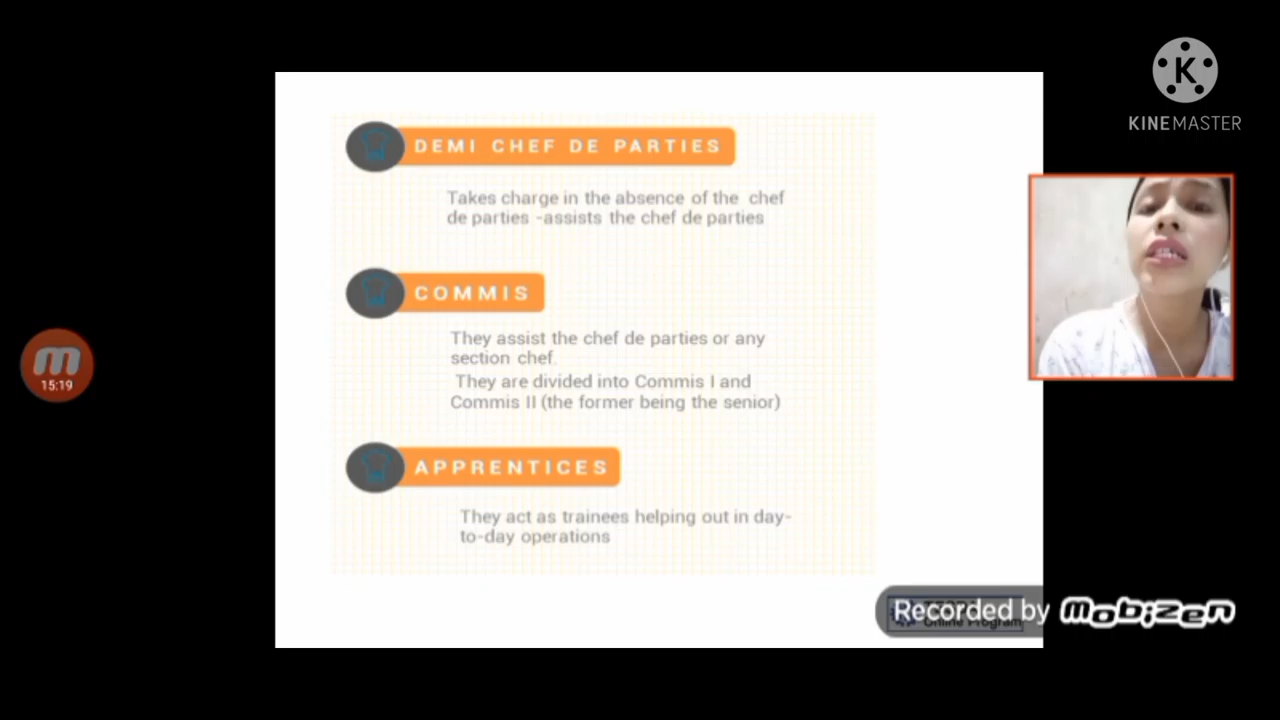 KINEMASTER
DEMI CHEF DE PARTIES
Takes charge in the absence of the chef
de parties -assists the chef de parties
COMMIS
They assist the chef de parties or any
section chef.
They are divided into Commis I and
Commis II (the former being the senior)
15:19
APPRENTICES
They act as trainees helping out in day-
to-day operations
Recorded by mobizen
Online Program